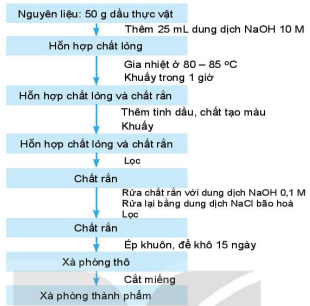 Nguyên liệu: 50 g dầu thực vật
Thêm 25 mL dung dịch NaOH 10 M
Hỗn hợp chất lỏng
Gia nhiệt ở 80 – 85 °C
Khuấy trong 1 giờ
Hỗn hợp chất lỏng và chất rắn
Thêm tinh dầu, chất tạo màu
Khuấy
Hỗn hợp chất lỏng và chất rắn
Lọc
Chất rắn
Rửa chất rắn với dung dịch NaOH 0,1 M
Rửa lại bằng dung dịch NaCl bão hoà
Lọc
Chất rắn
Ép khuôn, để khô 15 ngày
Xà phòng thô
Cắt miếng
Xà phòng thành phẩm